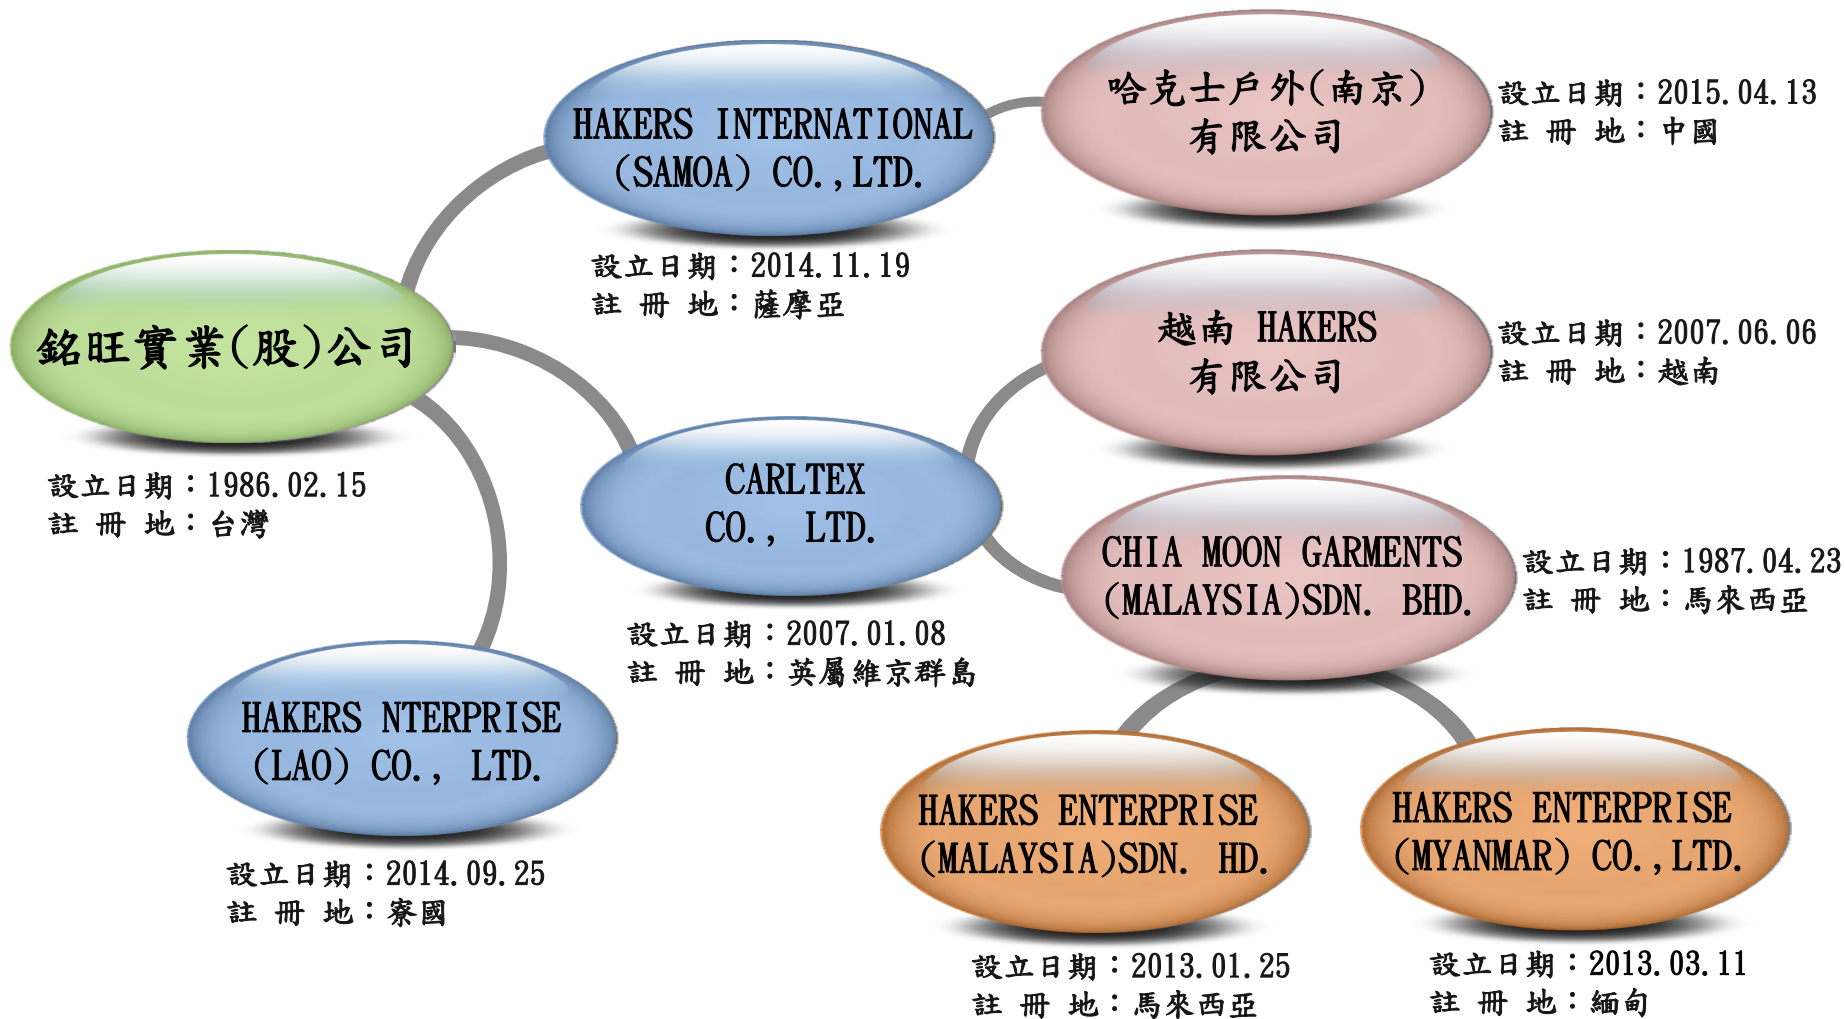 銘旺實業(股)公司
設立日期：1986.02.15
註 冊 地：台灣
HAKERS INTERNATIONAL
(SAMOA) CO.,LTD.
設立日期：2014.11.19
註 冊 地：薩摩亞
哈克士戶外(南京)
有限公司
設立日期：2015.04.13
註 冊 地：中國
CARLTEX
CO., LTD.
設立日期：2007.01.08
註 冊 地：英屬維京群島
越南 HAKERS
有限公司
設立日期：2007.06.06
註 冊 地：越南
CHIA MOON GARMENTS
(MALAYSIA)SDN. BHD.
設立日期：1987.04.23
註 冊 地：馬來西亞
HAKERS NTERPRISE
(LAO) CO., LTD.
設立日期：2014.09.25
註 冊 地：寮國
HAKERS ENTERPRISE
(MALAYSIA)SDN. HD.
設立日期：2013.01.25
註 冊 地：馬來西亞
HAKERS ENTERPRISE
(MYANMAR) CO.,LTD.
設立日期：2013.03.11
註 冊 地：緬甸